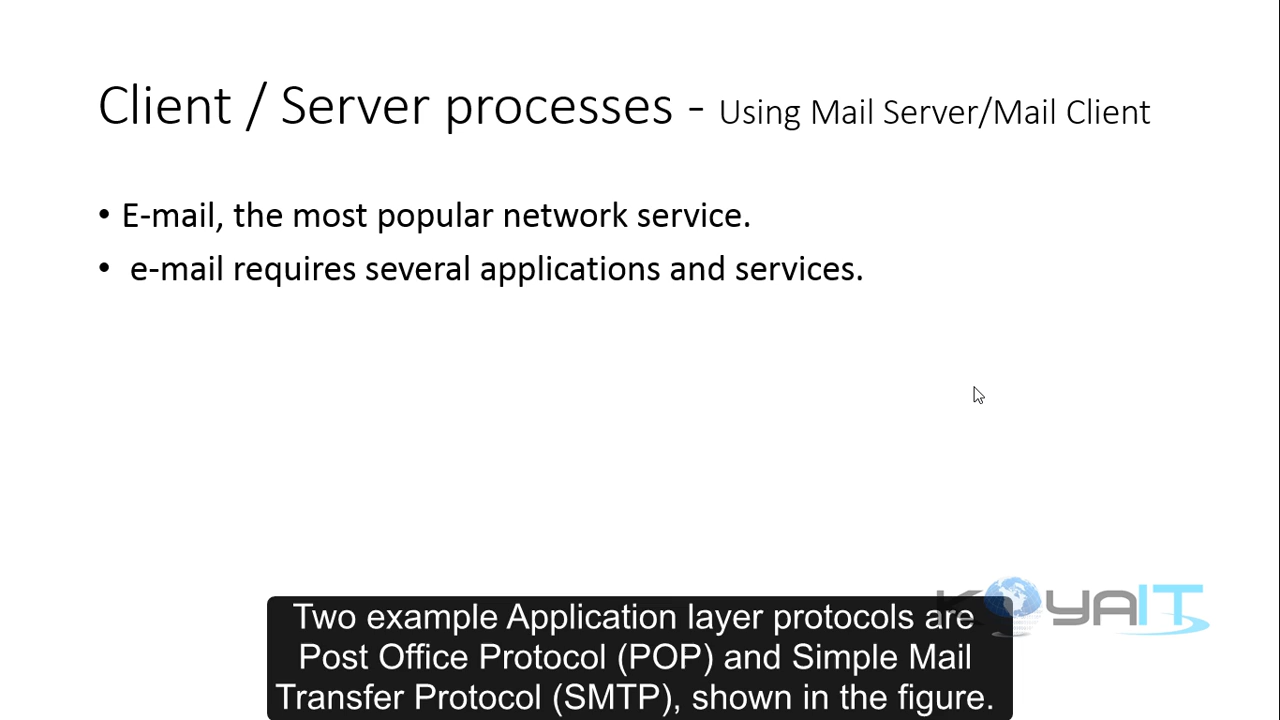 Client / Server processes - Using Mail Server/Mail Client
• E-mail, the most popular network service.
• e-mail requires several applications and services.
KOYAIT
Two example Application layer protocols are
Post Office Protocol (POP) and Simple Mail
Transfer Protocol (SMTP), shown in the figure.